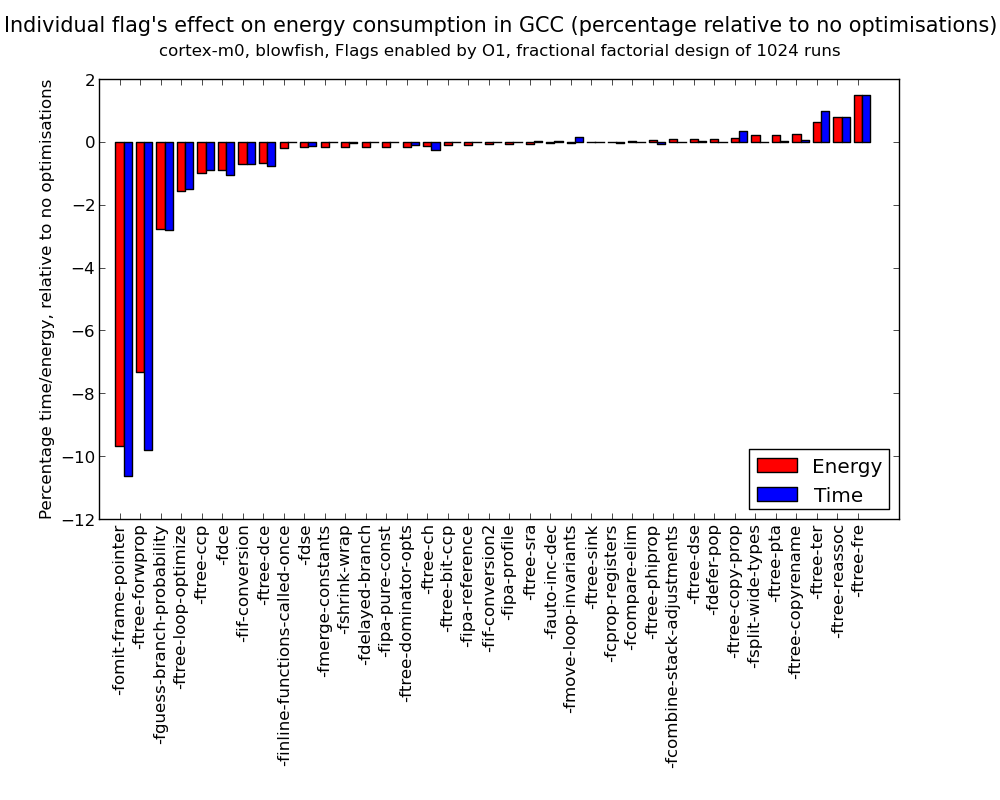 Individual flag's effect on energy consumption in GCC (percentage relative to no optimisations)
cortex-m0, blowfish, Flags enabled by O1, fractional factorial design of 1024 runs
Percentage time/energy, relative to no optimisations
2
0
−2
−4
−6
−8
−10
−12
Energy
Time
-fomit-frame-pointer
-ftree-forwprop
-fguess-branch-probability
-ftree-loop-optimize
-ftree-ccp
-fdce
-fif-conversion
-ftree-dce
-finline-functions-called-once
-fdse
-fmerge-constants
-fshrink-wrap
-fdelayed-branch
-fipa-pure-const
-ftree-dominator-opts
-ftree-ch
-ftree-bit-ccp
-fipa-reference
-fif-conversion2
-fipa-profile
-ftree-sra
-fauto-inc-dec
-fmove-loop-invariants
-ftree-sink
-fcprop-registers
-fcompare-elim
-ftree-phiprop
-fcombine-stack-adjustments
-ftree-dse
-fdefer-pop
-ftree-copy-prop
-fsplit-wide-types
-ftree-pta
-ftree-copyrename
-ftree-ter
-ftree-reassoc
-ftree-fre